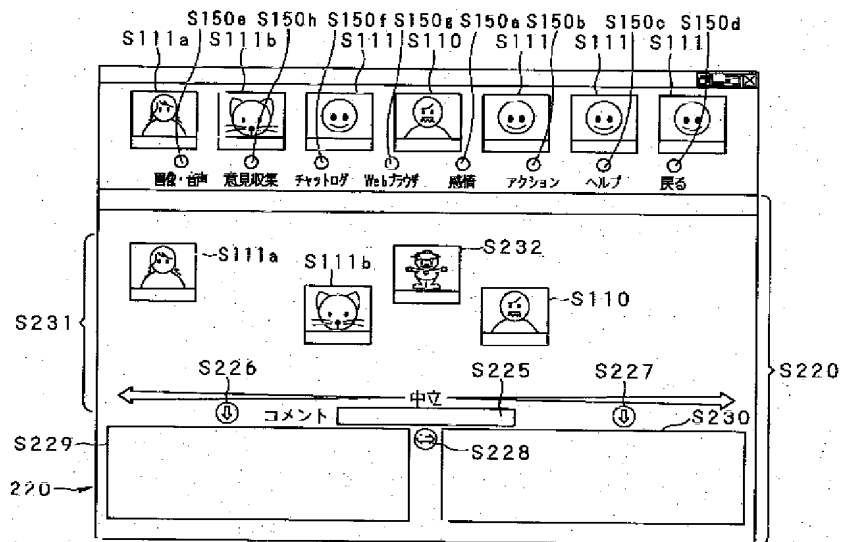 S150e S150h S150f S150g S150a S150b S150c S150d
S111a S111b S111 S110 S111 S111 S111
画像・音声 意見収集 チャットログ Webブラウザ 感情 アクション ヘルプ 戻る
S111a S111b S232
S110
S231
S220
S226 S225 S227
中立
コメント
S230
S229
S228
220